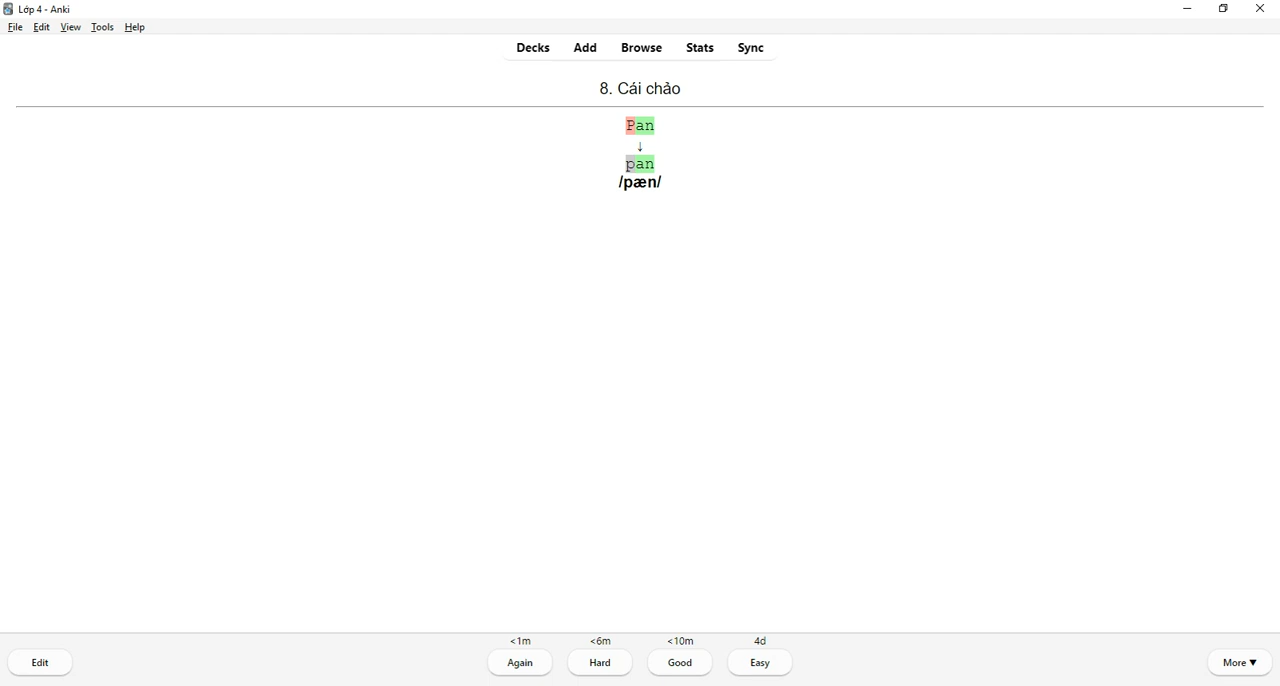 Lớp 4 - Anki
File Edit View Tools Help
Decks Add Browse Stats Sync
8. Cái chảo
Pan
↓
pan
/pæn/
<1m <6m <10m 4d
Edit Again Hard Good Easy More ▼